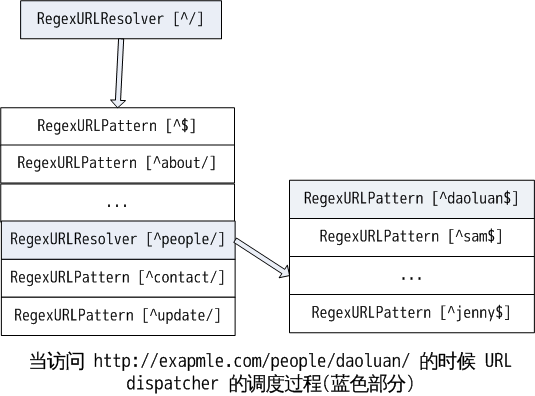 RegexURLResolver [^/]
RegexURLPattern [^$]
RegexURLPattern [^about/]
...
RegexURLResolver [^people/]
RegexURLPattern [^contact/]
RegexURLPattern [^update/]
RegexURLPattern [^daoluan$]
RegexURLPattern [^sam$]
...
RegexURLPattern [^jenny$]
当访问 http://exapmle.com/people/daoluan/ 的时候 URL
dispatcher 的调度过程(蓝色部分)